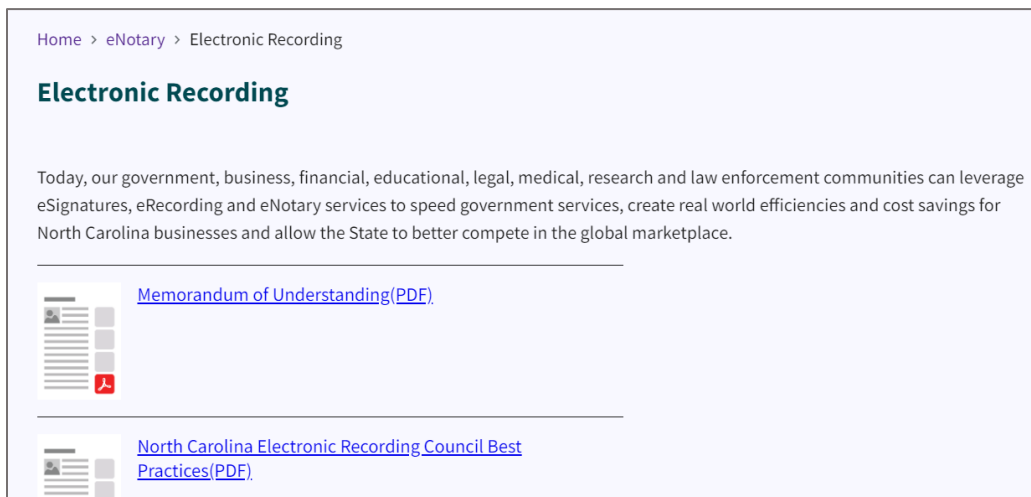 Home > eNotary > Electronic Recording
Electronic Recording
Today, our government, business, financial, educational, legal, medical, research and law enforcement communities can leverage
eSignatures, eRecording and eNotary services to speed government services, create real world efficiencies and cost savings for
North Carolina businesses and allow the State to better compete in the global marketplace.
Memorandum of Understanding(PDF)
North Carolina Electronic Recording Council Best
Practices(PDF)